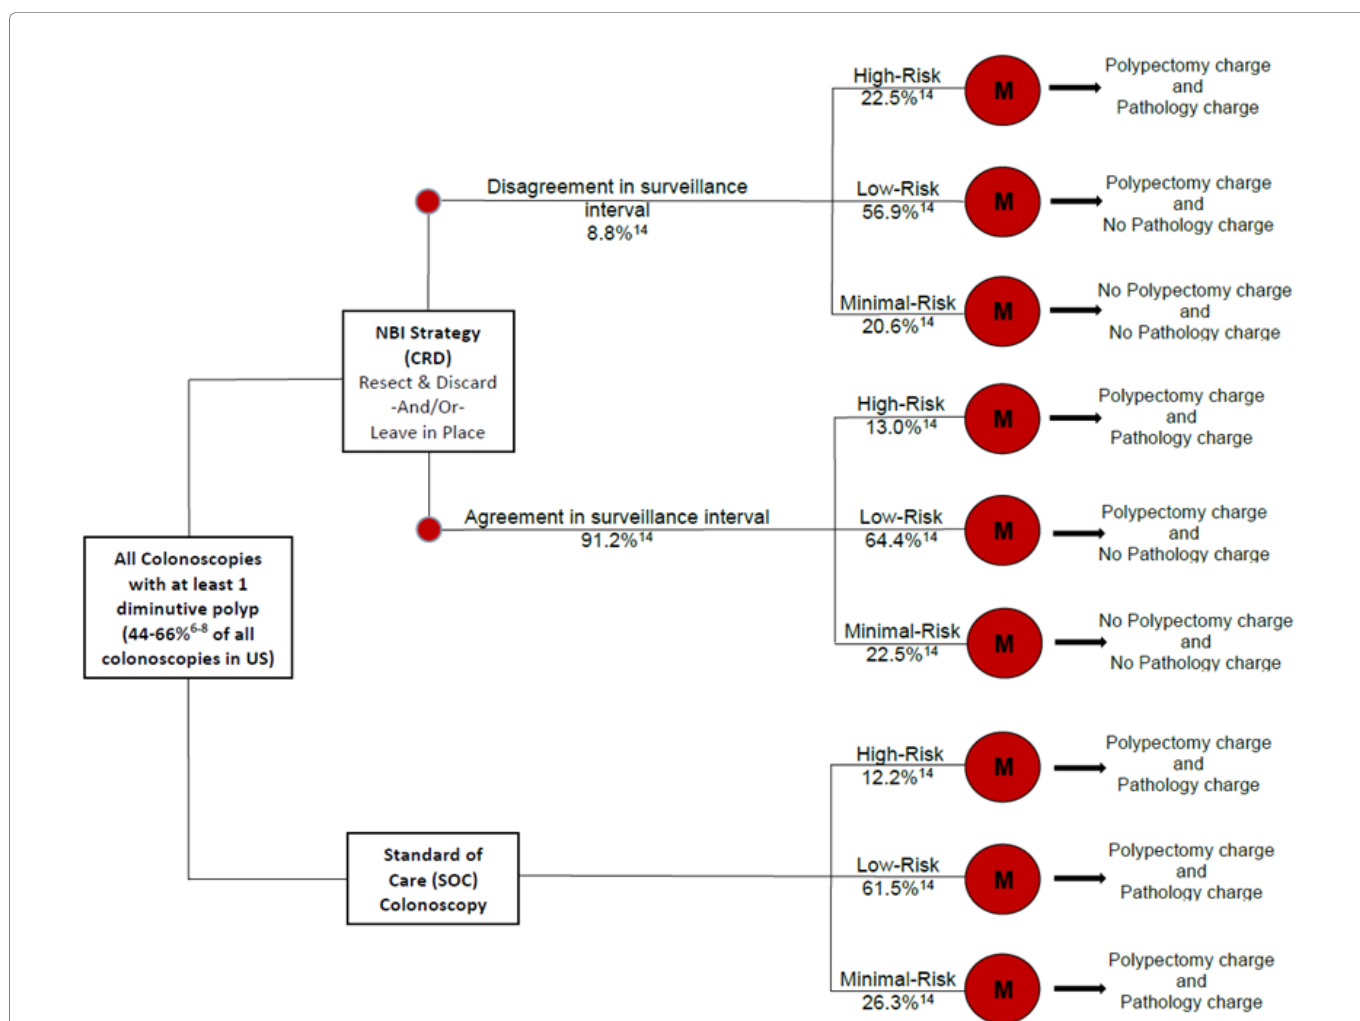 High-Risk
22.5%14
M
Polypectomy charge
and
Pathology charge
Disagreement in surveillance
interval
8.8%14
Low-Risk
56.9%14
M
Polypectomy charge
and
No Pathology charge
Minimal-Risk
20.6%14
M
No Polypectomy charge
and
No Pathology charge
NBI Strategy
(CRD)
Resect & Discard
-And/Or-
Leave in Place
High-Risk
13.0%14
M
Polypectomy charge
and
Pathology charge
Agreement in surveillance interval
91.2%14
Low-Risk
64.4%14
M
Polypectomy charge
and
No Pathology charge
Minimal-Risk
22.5%14
M
No Polypectomy charge
and
No Pathology charge
All Colonoscopies
with at least 1
diminutive polyp
(44-66%6-8 of all
colonoscopies in US)
High-Risk
12.2%14
M
Polypectomy charge
and
Pathology charge
Standard of
Care (SOC)
Colonoscopy
Low-Risk
61.5%14
M
Polypectomy charge
and
Pathology charge
Minimal-Risk
26.3%14
M
Polypectomy charge
and
Pathology charge